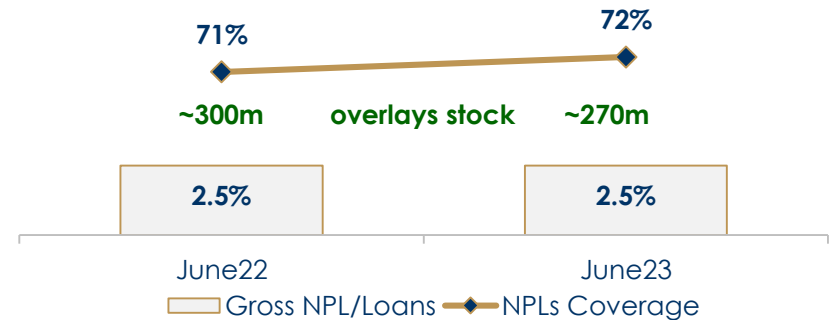 71%
72%
~300m overlays stock ~270m
2.5%
2.5%
June22
June23
Gross NPL/Loans
NPLs Coverage